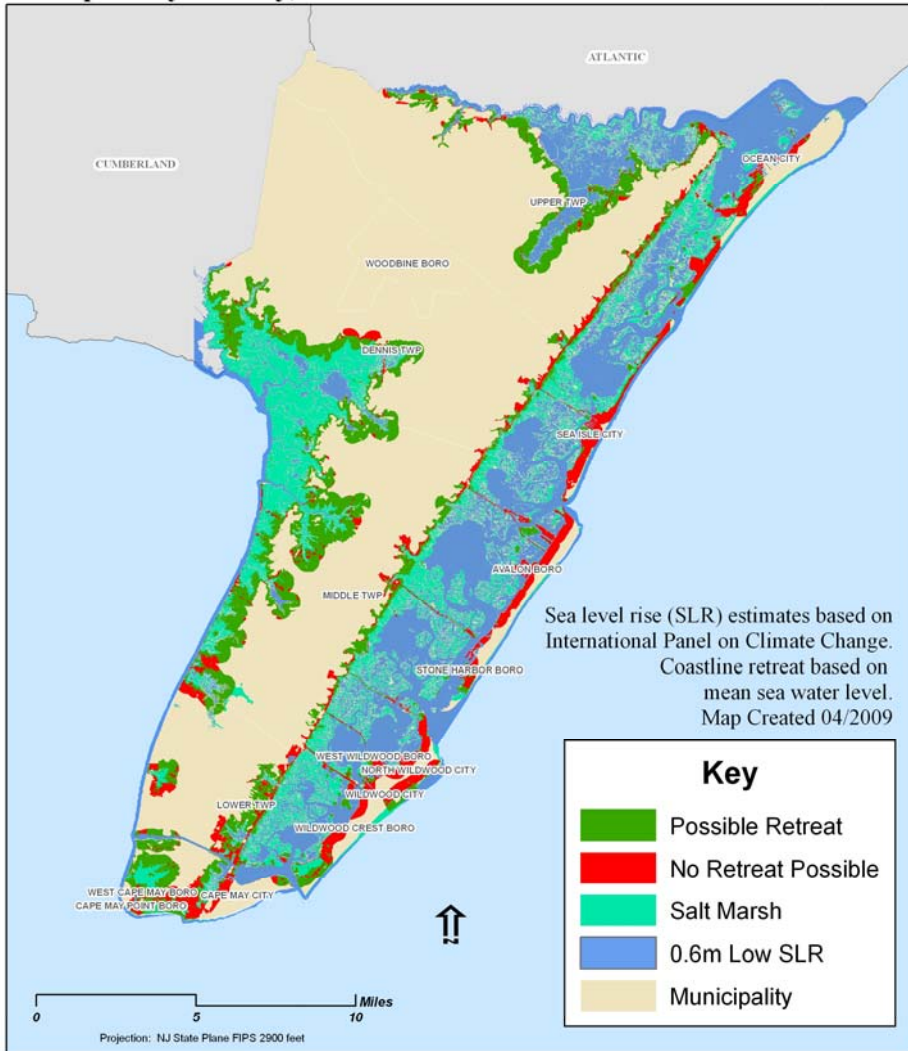 ATLANTIC
CUMBERLAND
OCEAN CITY
UPPER TWP
WOODBINE BORO
DENNIS TWP
SEA ISLE CITY
AVALON BORO
MIDDLE TWP
STONE HARBOR BORO
WEST WILDWOOD BORO
NORTH WILDWOOD CITY
WILDWOOD CITY
LOWER TWP
WILDWOOD CREST BORO
WEST CAPE MAY BORO
CAPE MAY CITY
CAPE MAY POINT BORO
Sea level rise (SLR) estimates based on
International Panel on Climate Change.
Coastline retreat based on
mean sea water level.
Map Created 04/2009
Key
Possible Retreat
No Retreat Possible
Salt Marsh
0.6m Low SLR
Municipality
N
Miles
0 5 10
Projection: NJ State Plane FIPS 2900 feet